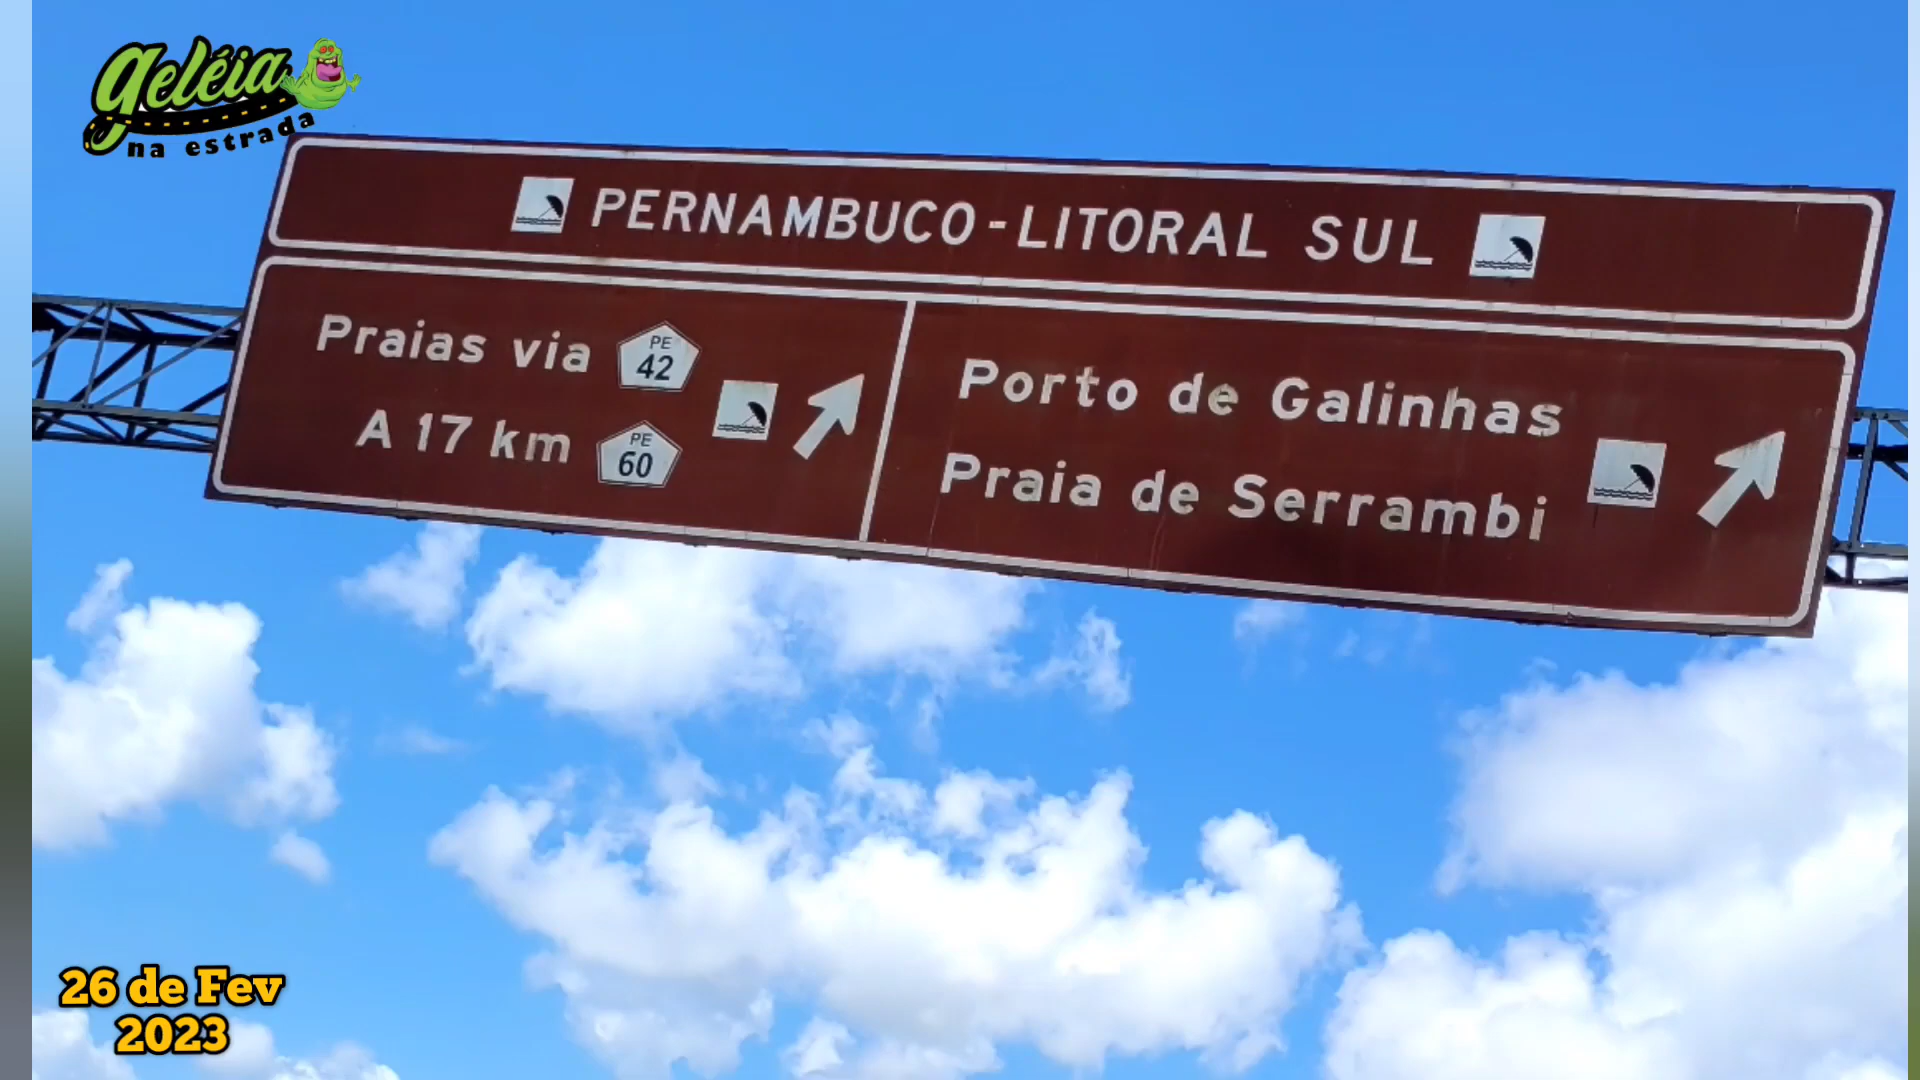 geléia
na estrada
PERNAMBUCO-LITORAL SUL
Praias via PE 42
A 17 km PE 60
Porto de Galinhas
Praia de Serrambi
26 de Fev
2023